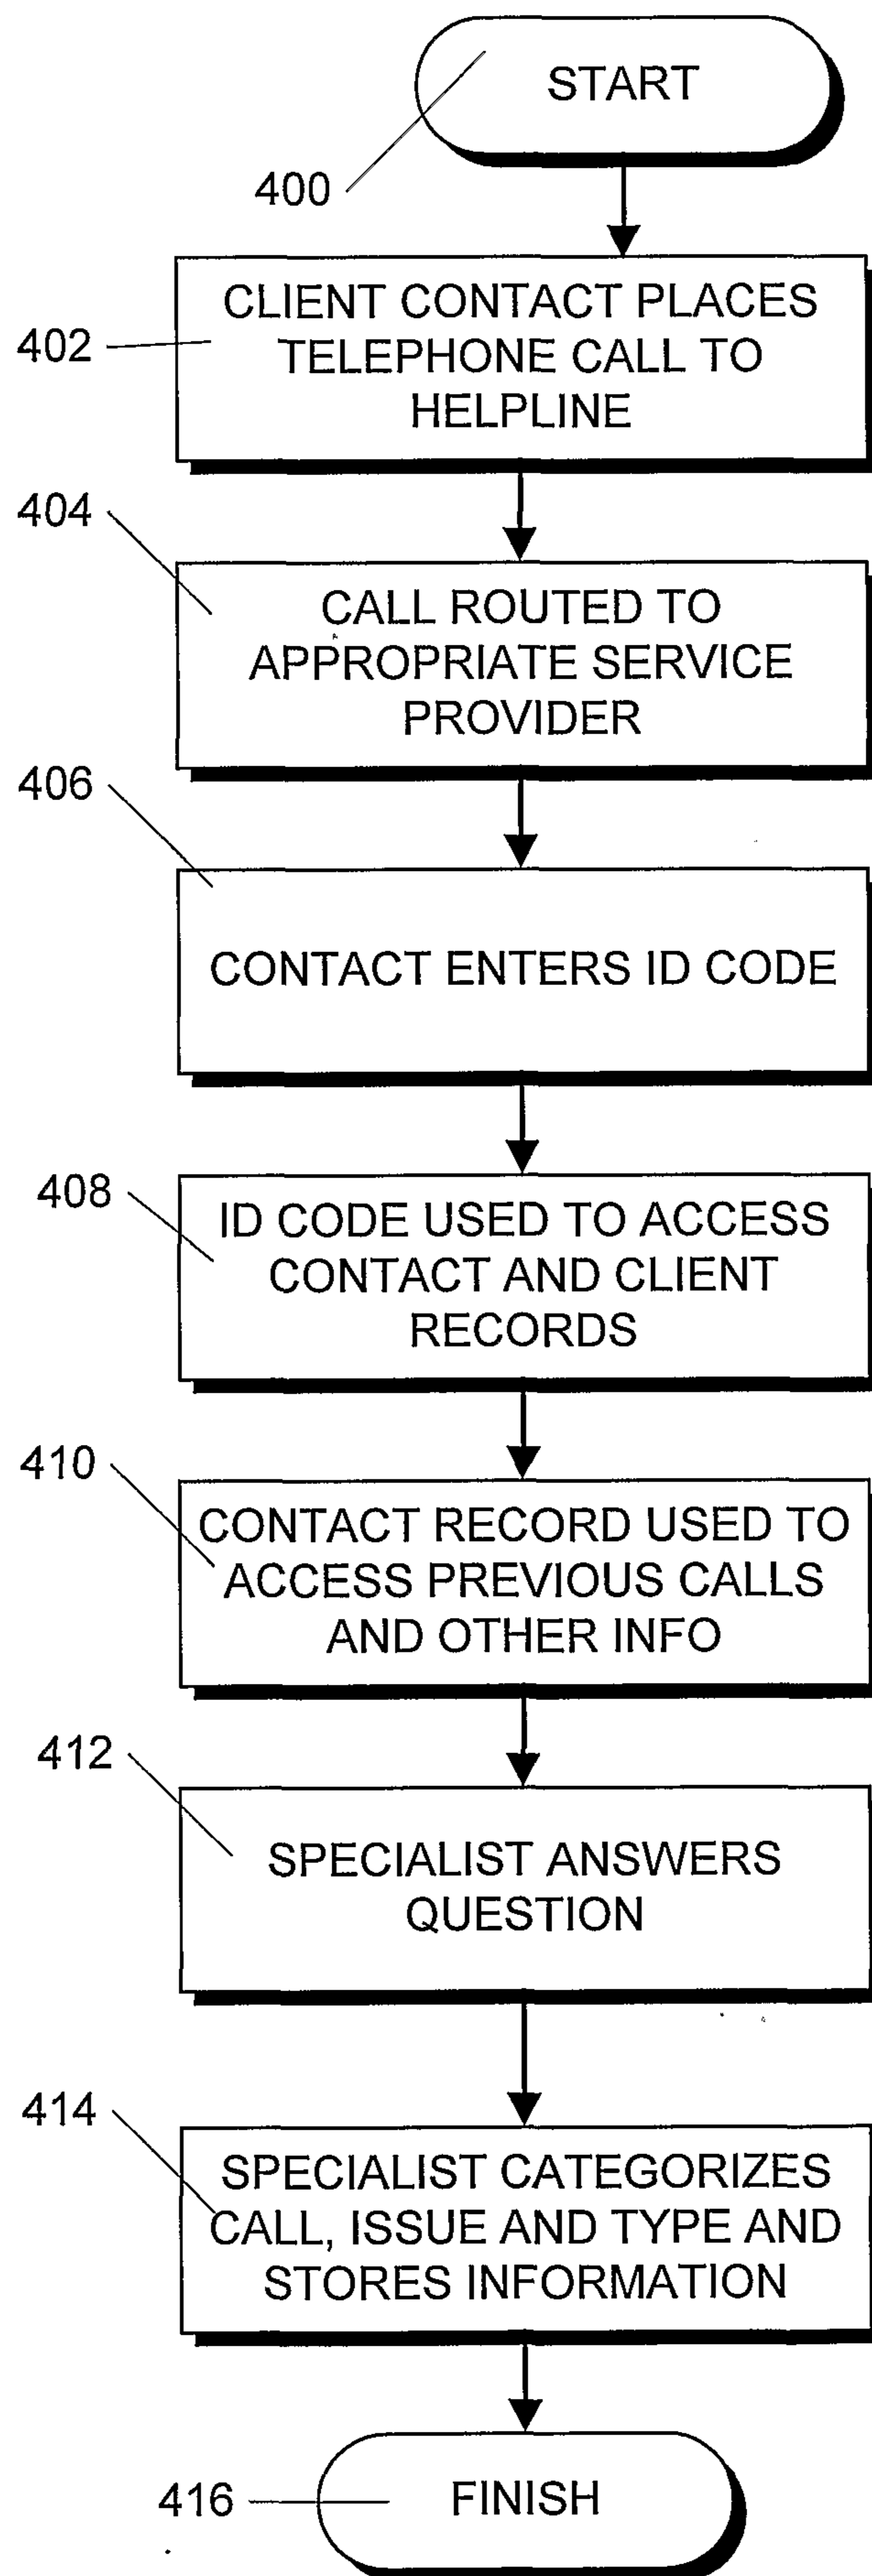 START
400
CLIENT CONTACT PLACES
TELEPHONE CALL TO
HELPLINE
402
404
CALL ROUTED TO
APPROPRIATE SERVICE
PROVIDER
406
CONTACT ENTERS ID CODE
408
ID CODE USED TO ACCESS
CONTACT AND CLIENT
RECORDS
410
CONTACT RECORD USED TO
ACCESS PREVIOUS CALLS
AND OTHER INFO
412
SPECIALIST ANSWERS
QUESTION
414
SPECIALIST CATEGORIZES
CALL, ISSUE AND TYPE AND
STORES INFORMATION
416
FINISH